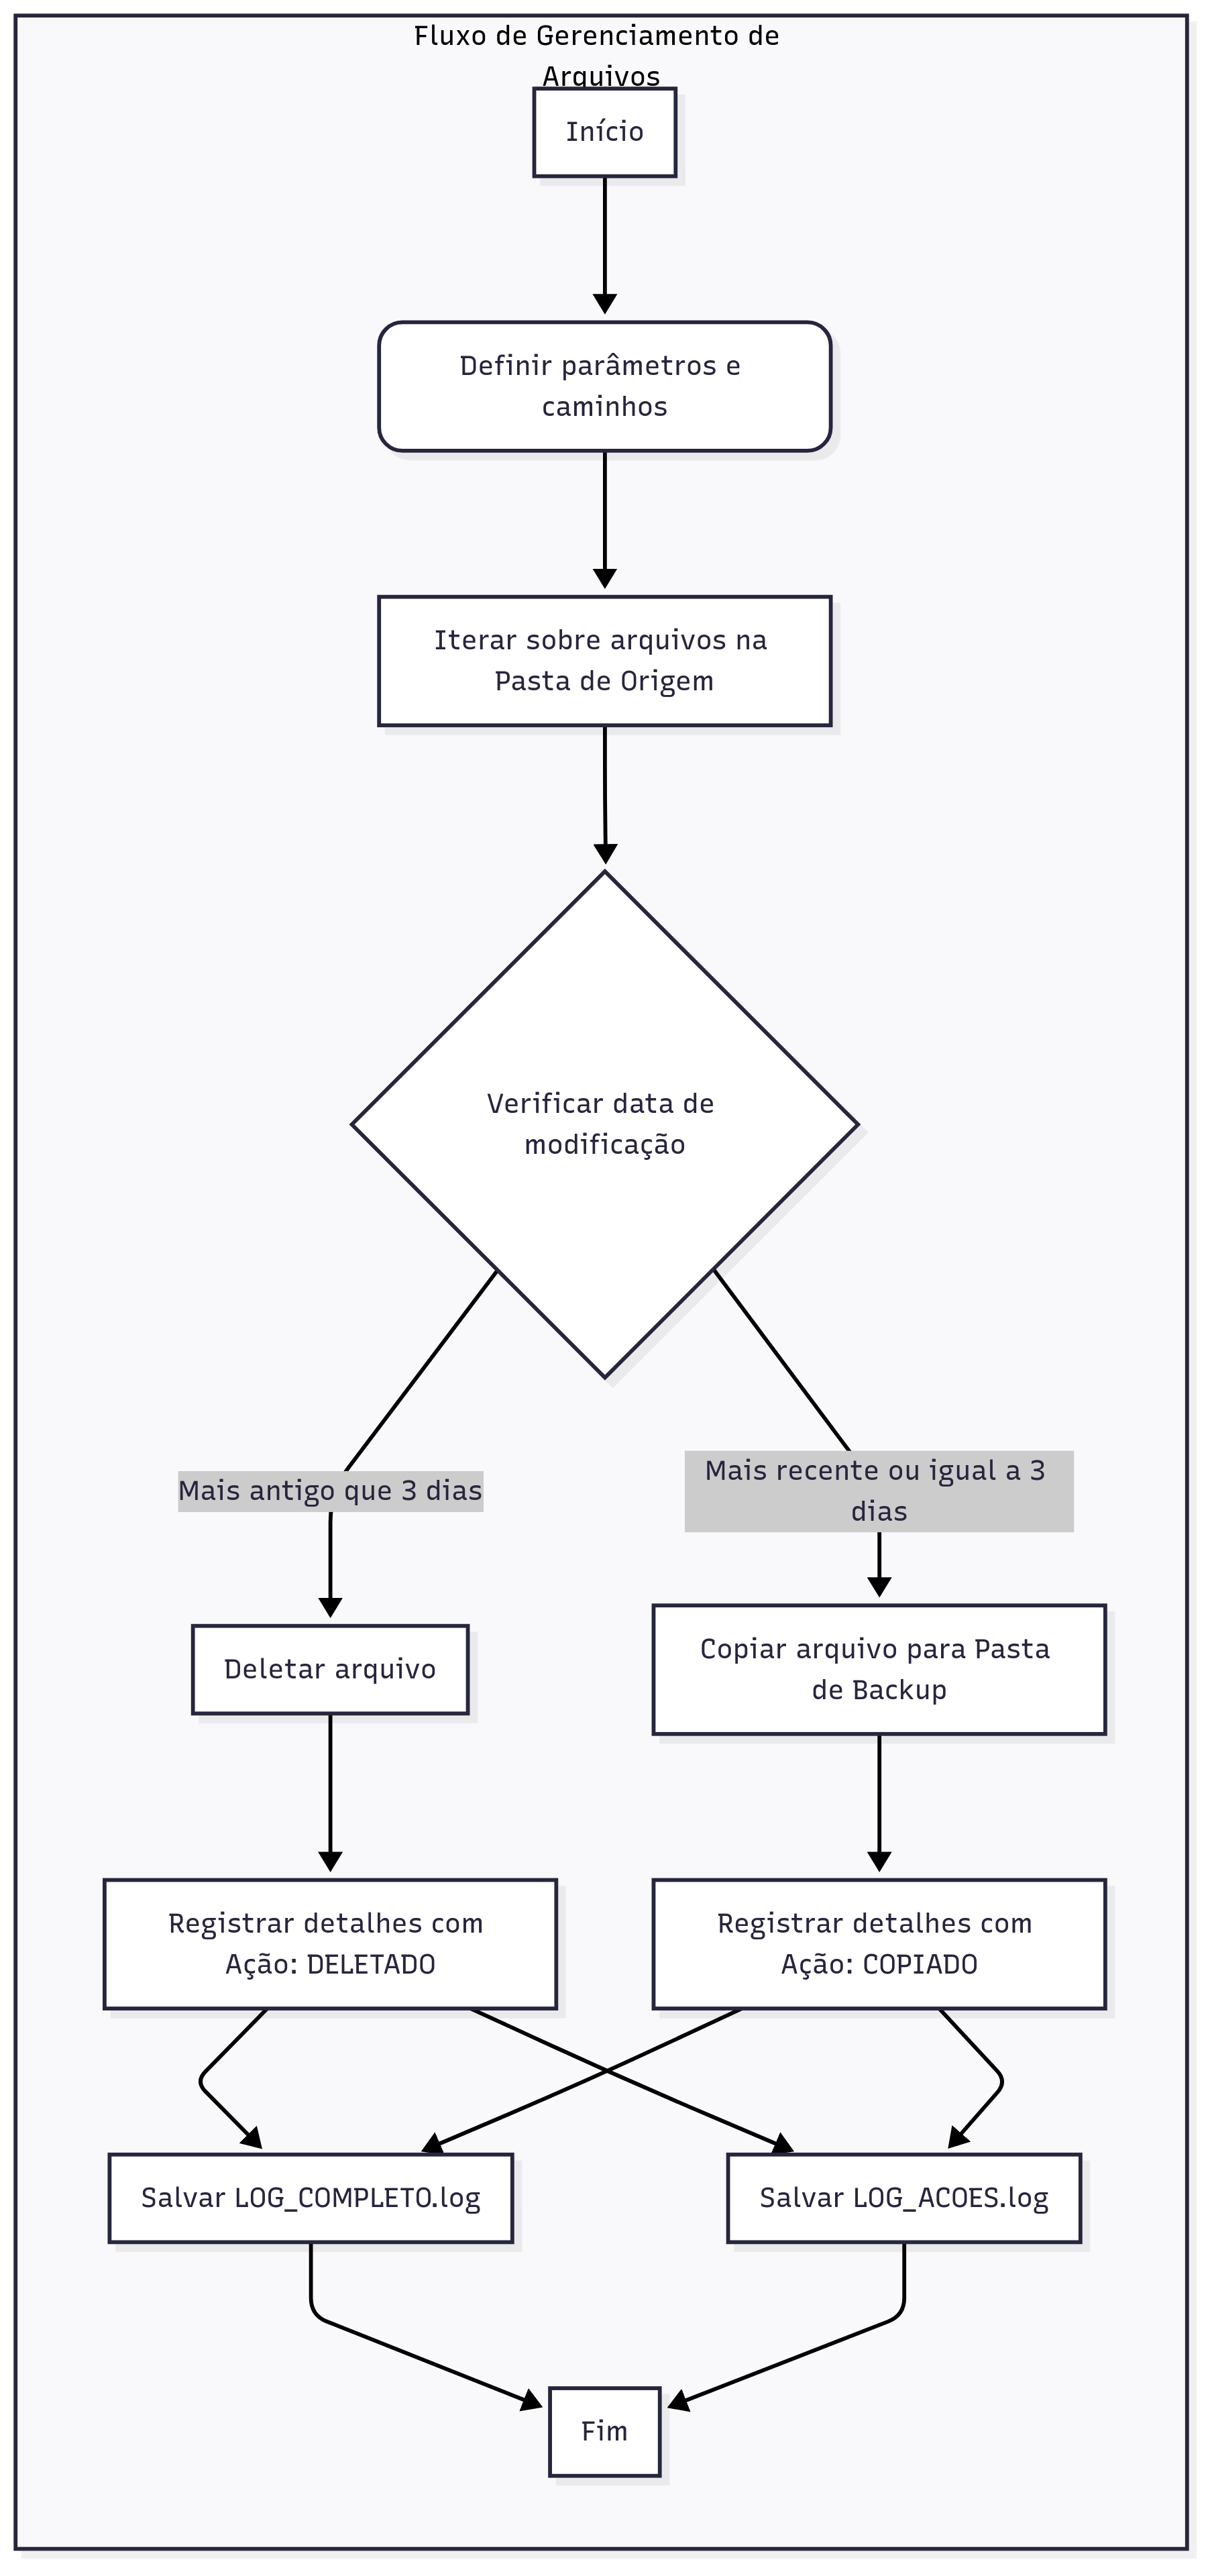 Fluxo de Gerenciamento de
Arquivos
Início
Definir parâmetros e
caminhos
Iterar sobre arquivos na
Pasta de Origem
Verificar data de
modificação
Mais antigo que 3 dias
Mais recente ou igual a 3
dias
Deletar arquivo
Copiar arquivo para Pasta
de Backup
Registrar detalhes com
Ação: DELETADO
Registrar detalhes com
Ação: COPIADO
Salvar LOG_COMPLETO.log
Salvar LOG_ACOES.log
Fim